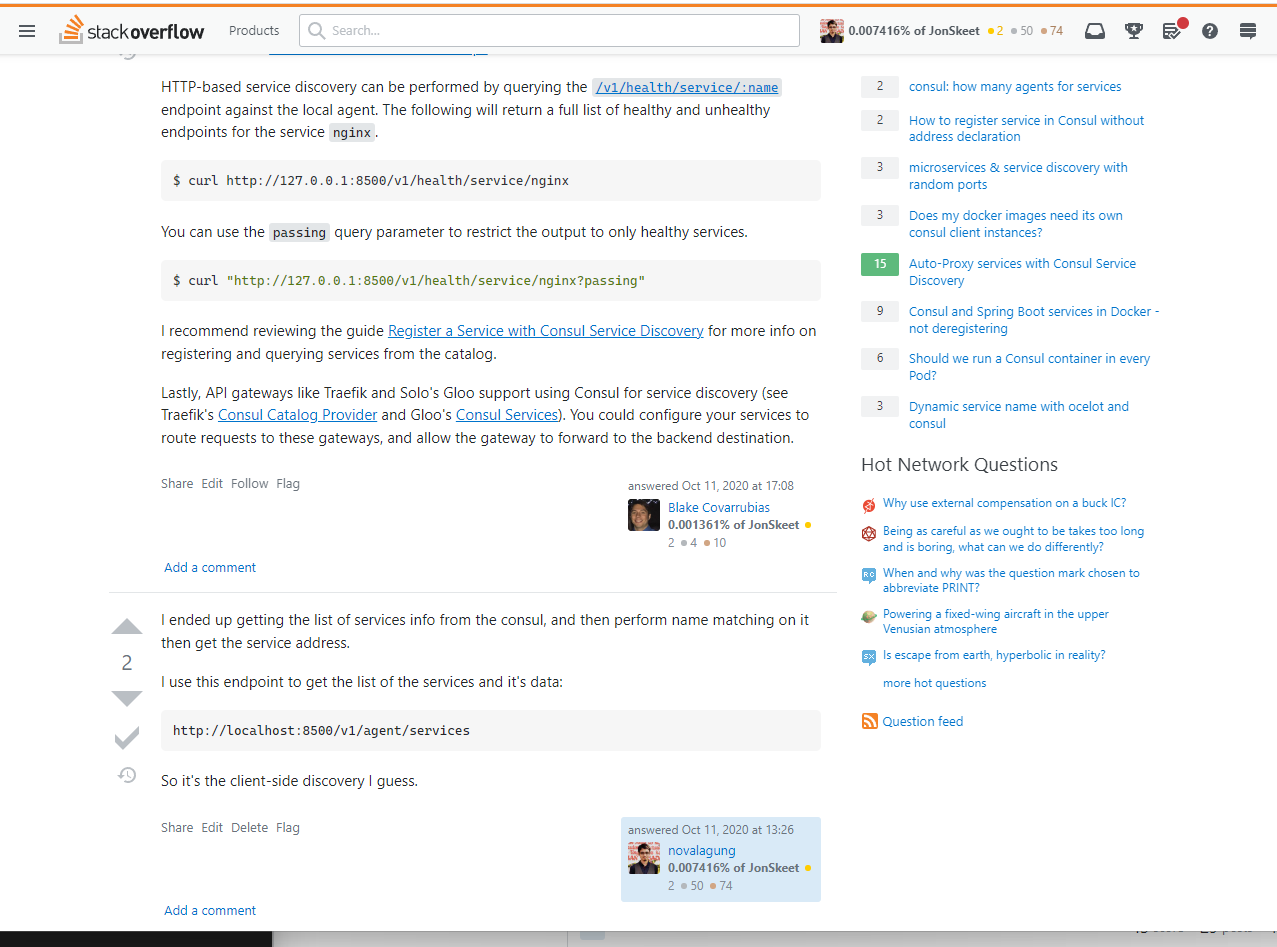 stackoverflow Products Search... 0.007416% of JonSkeet 2 50 74
HTTP-based service discovery can be performed by querying the /v1/health/service/:name
endpoint against the local agent. The following will return a full list of healthy and unhealthy
endpoints for the service nginx.
$ curl http://127.0.0.1:8500/v1/health/service/nginx
You can use the passing query parameter to restrict the output to only healthy services.
$ curl "http://127.0.0.1:8500/v1/health/service/nginx?passing"
I recommend reviewing the guide Register a Service with Consul Service Discovery for more info on
registering and querying services from the catalog.
Lastly, API gateways like Traefik and Solo's Gloo support using Consul for service discovery (see
Traefik's Consul Catalog Provider and Gloo's Consul Services). You could configure your services to
route requests to these gateways, and allow the gateway to forward to the backend destination.
Share Edit Follow Flag
answered Oct 11, 2020 at 17:08
Blake Covarrubias
0.001361% of JonSkeet
2 4 10
Add a comment
I ended up getting the list of services info from the consul, and then perform name matching on it
then get the service address.
2
I use this endpoint to get the list of the services and it's data:
http://localhost:8500/v1/agent/services
So it's the client-side discovery I guess.
Share Edit Delete Flag
answered Oct 11, 2020 at 13:26
novalagung
0.007416% of JonSkeet
2 50 74
Add a comment
2 consul: how many agents for services
2 How to register service in Consul without
address declaration
3 microservices & service discovery with
random ports
3 Does my docker images need its own
consul client instances?
15 Auto-Proxy services with Consul Service
Discovery
9 Consul and Spring Boot services in Docker -
not deregistering
6 Should we run a Consul container in every
Pod?
3 Dynamic service name with ocelot and
consul
Hot Network Questions
Why use external compensation on a buck IC?
Being as careful as we ought to be takes too long
and is boring, what can we do differently?
RC When and why was the question mark chosen to
abbreviate PRINT?
Powering a fixed-wing aircraft in the upper
Venusian atmosphere
SX Is escape from earth, hyperbolic in reality?
more hot questions
Question feed